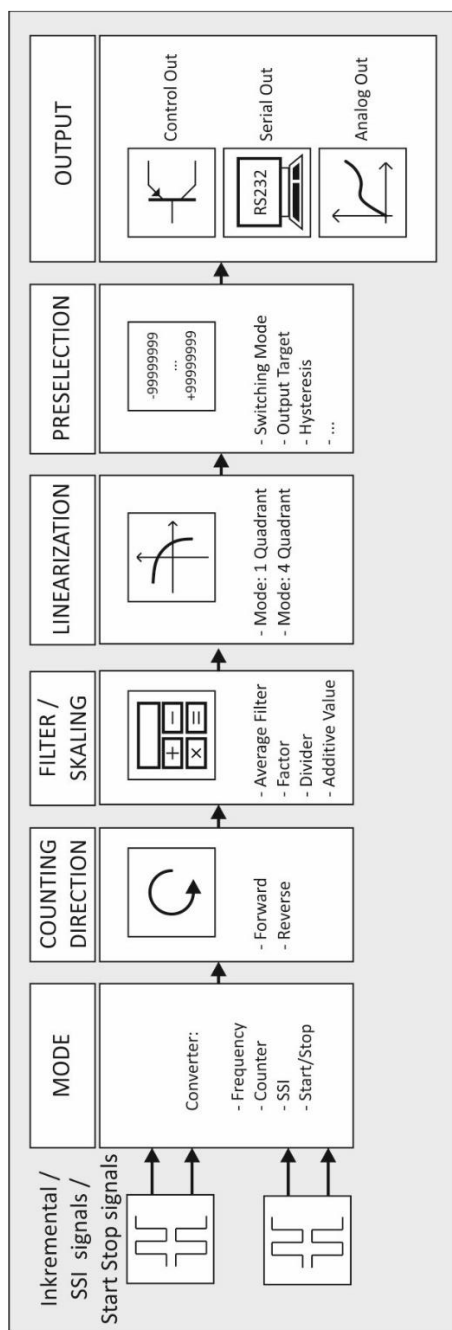 Inkremental /
SSI signals /
Start Stop signals
MODE
Converter:
- Frequency
- Counter
- SSI
- Start/Stop
COUNTING
DIRECTION
- Forward
- Reverse
FILTER /
SKALING
+ −
× =
- Average Filter
- Factor
- Divider
- Additive Value
LINEARIZATION
- Mode: 1 Quadrant
- Mode: 4 Quadrant
PRESELECTION
-99999999
...
+99999999
- Switching Mode
- Output Target
- Hysteresis
- ...
OUTPUT
Control Out
RS232
Serial Out
Analog Out